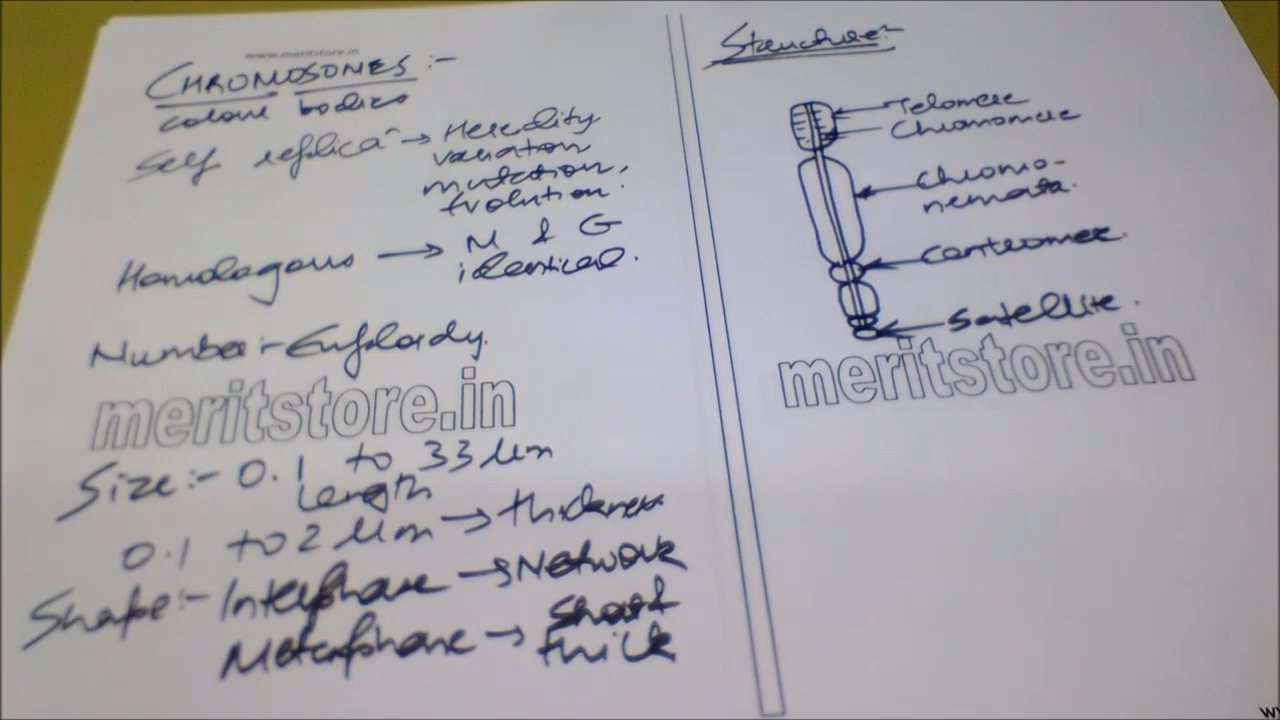 www.meritstore.in
CHROMOSOMES :-
colour bodies
Self replica → Heredity
variation
mutation,
Evolution.
Homologous → M & G
identical.
Number :- Euploidy.
meritstore.in
Size :- 0.1 to 33 μm
Length
0.1 to 2 μm → thickness
Shape :- Interphase → Network
Metaphase → Short
thick
Structure :-
Telomere
Chromomere
Chromo-
nemata.
Centromere
Satellite.
meritstore.in